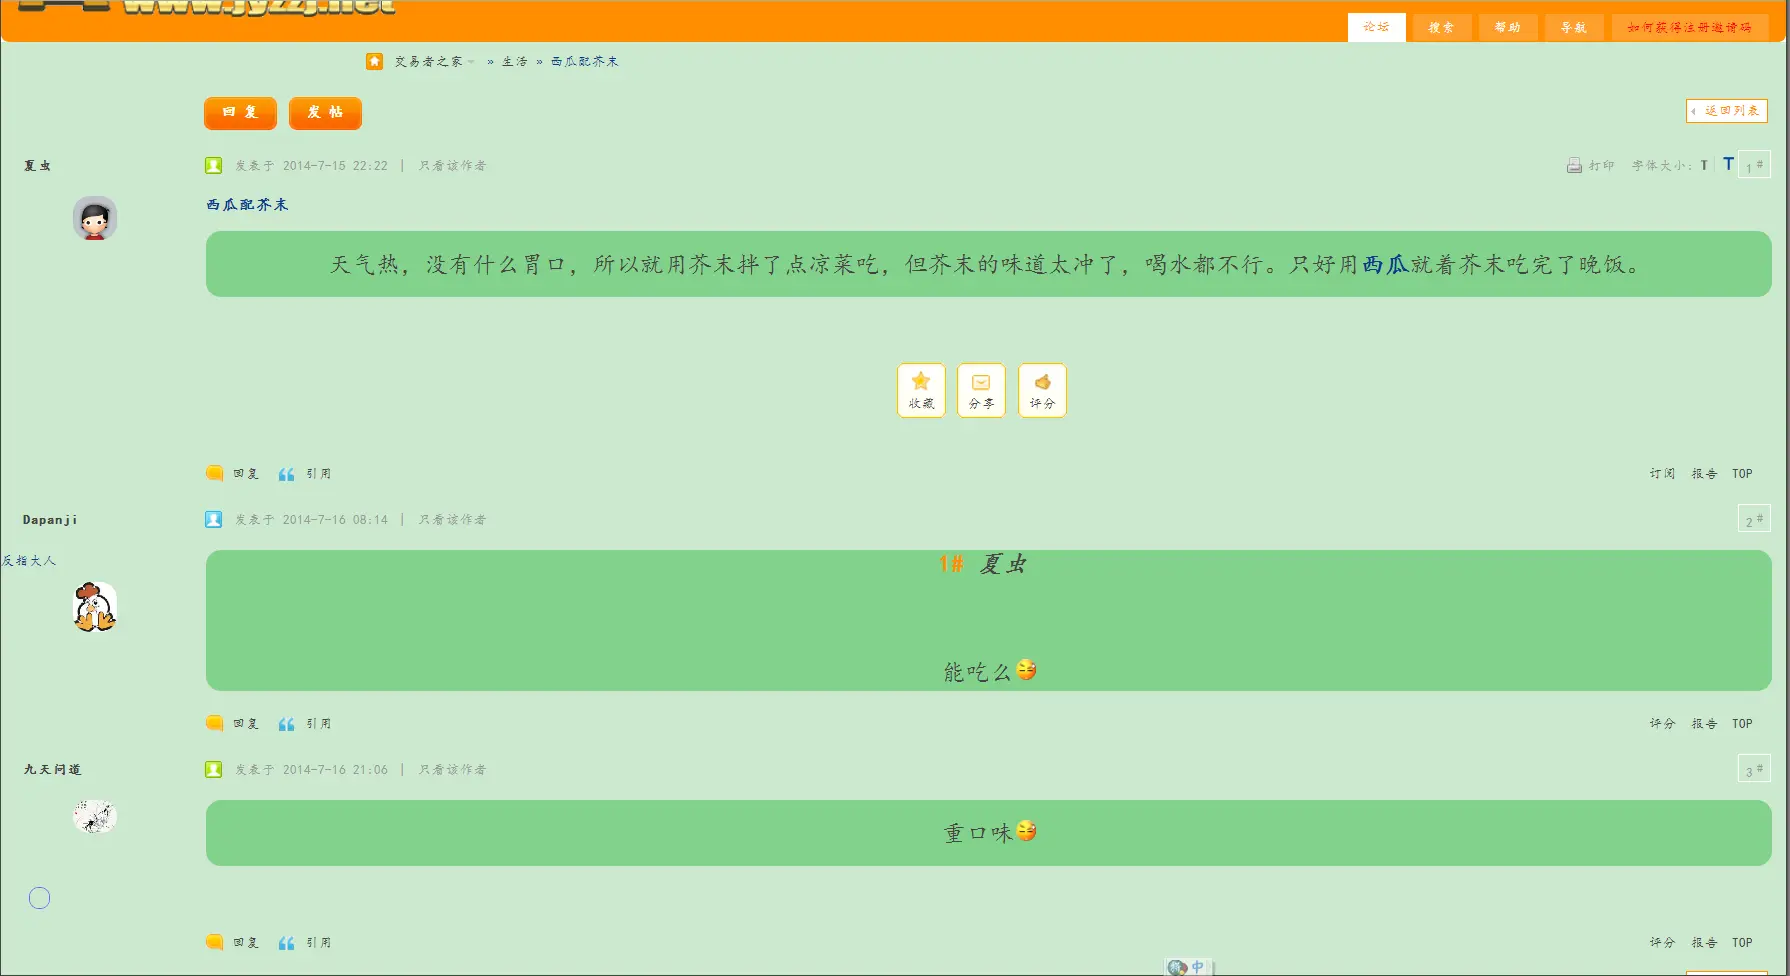 www.jyzzj.net
论坛 搜索 帮助 导航 如何获得注册邀请码
交易者之家 » 生活 » 西瓜配芥末
回复 发帖 返回列表
夏虫 发表于 2014-7-15 22:22 | 只看该作者 打印 字体大小: T T 1#
西瓜配芥末
天气热，没有什么胃口，所以就用芥末拌了点凉菜吃，但芥末的味道太冲了，喝水都不行。只好用西瓜就着芥末吃完了晚饭。
收藏 分享 评分
回复 引用 订阅 报告 TOP
Dapanji 发表于 2014-7-16 08:14 | 只看该作者 2#
反指大人
1# 夏虫
能吃么
回复 引用 评分 报告 TOP
九天问道 发表于 2014-7-16 21:06 | 只看该作者 3#
重口味
回复 引用 评分 报告 TOP
中